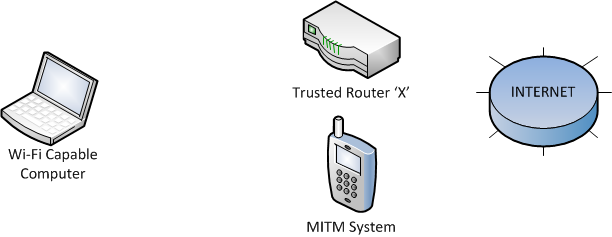 Trusted Router ‘X’
INTERNET
Wi-Fi Capable
Computer
MITM System